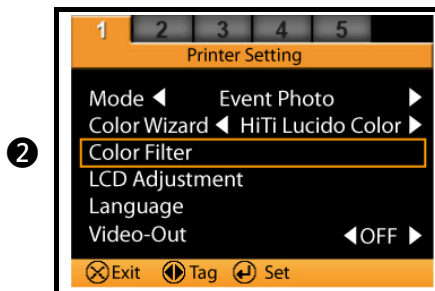 1 2 3 4 5
Printer Setting
Mode ◀ Event Photo ▶
Color Wizard ◀ HiTi Lucido Color ▶
❷ Color Filter
LCD Adjustment
Language
Video-Out ◀ OFF ▶
Exit Tag Set